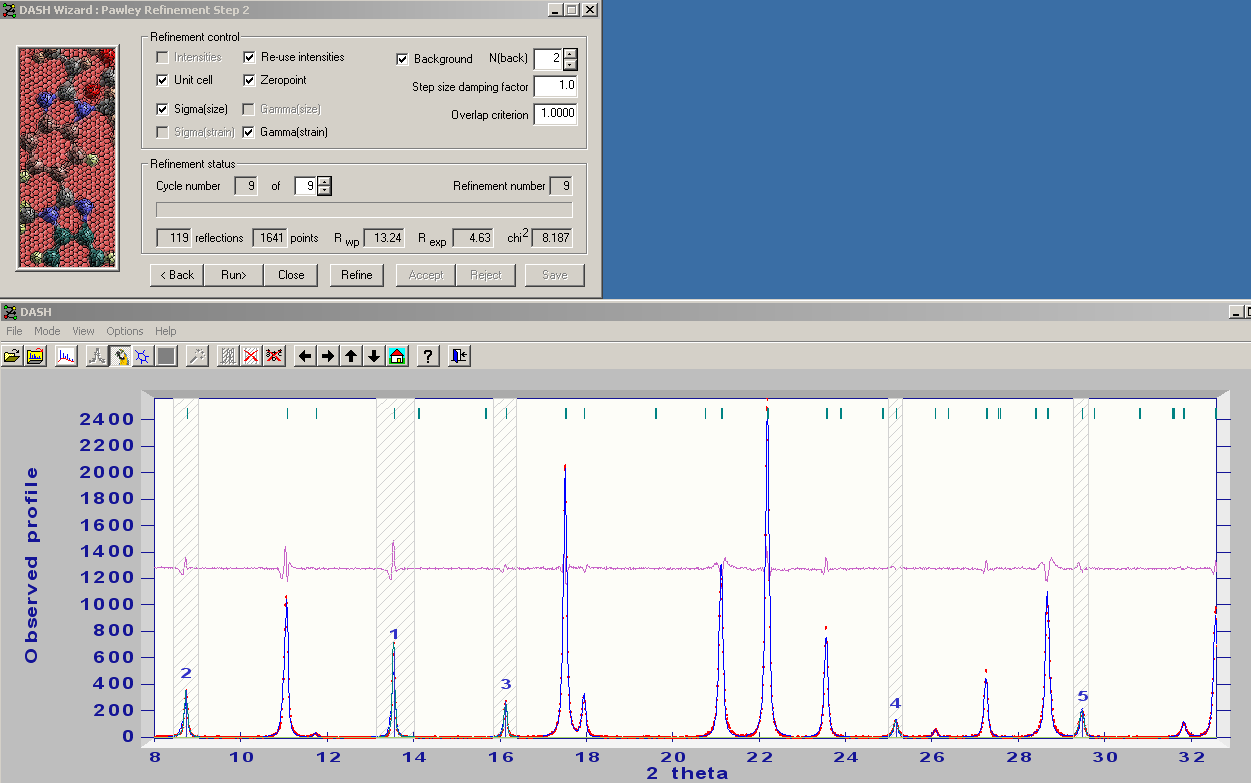 DASH Wizard : Pawley Refinement Step 2
Refinement control
Intensities Re-use intensities Background N(back) 2
Unit cell Zeropoint Step size damping factor 1.0
Sigma(size) Gamma(size) Overlap criterion 1.0000
Sigma(strain) Gamma(strain)
Refinement status
Cycle number 9 of 9 Refinement number 9
119 reflections 1641 points R wp 13.24 R exp 4.63 chi2 8.187
< Back Run> Close Refine Accept Reject Save
DASH
File Mode View Options Help
?
Observed profile
2400
2200
2000
1800
1600
1400
1200
1000
800
600
400
200
0
2 1 3 4 5
8 10 12 14 16 18 20 22 24 26 28 30 32
2 theta